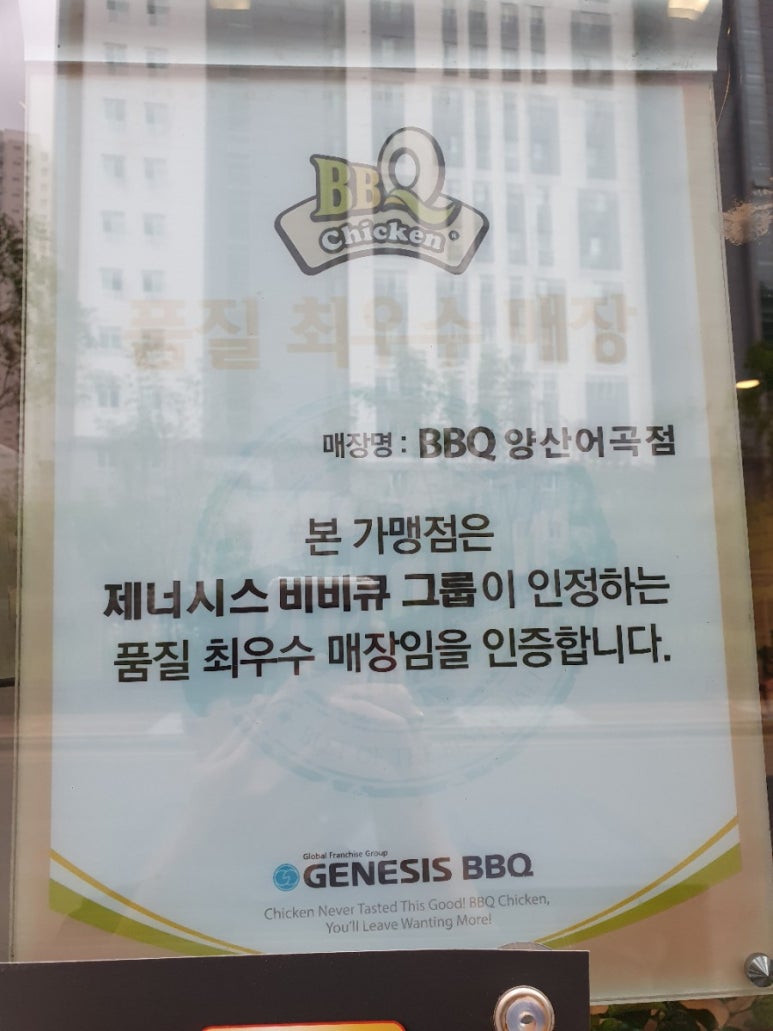 BBQ
Chicken
품질 최우수 매장
매장명 : BBQ 양산어곡점
본 가맹점은
제너시스 비비큐 그룹이 인정하는
품질 최우수 매장임을 인증합니다.
Global Franchise Group
GENESIS BBQ
Chicken Never Tasted This Good! BBQ Chicken,
You'll Leave Wanting More!